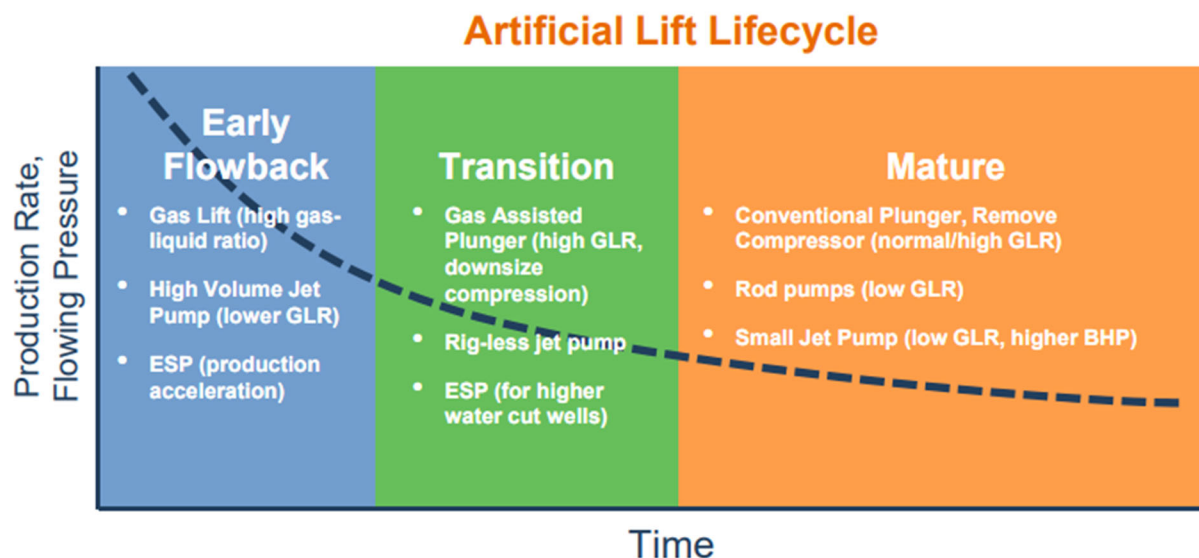 Artificial Lift Lifecycle
Production Rate,
Flowing Pressure
Early
Flowback
• Gas Lift (high gas-
liquid ratio)
• High Volume Jet
Pump (lower GLR)
• ESP (production
acceleration)
Transition
• Gas Assisted
Plunger (high GLR,
downsize
compression)
• Rig-less jet pump
• ESP (for higher
water cut wells)
Mature
• Conventional Plunger, Remove
Compressor (normal/high GLR)
• Rod pumps (low GLR)
• Small Jet Pump (low GLR, higher BHP)
Time